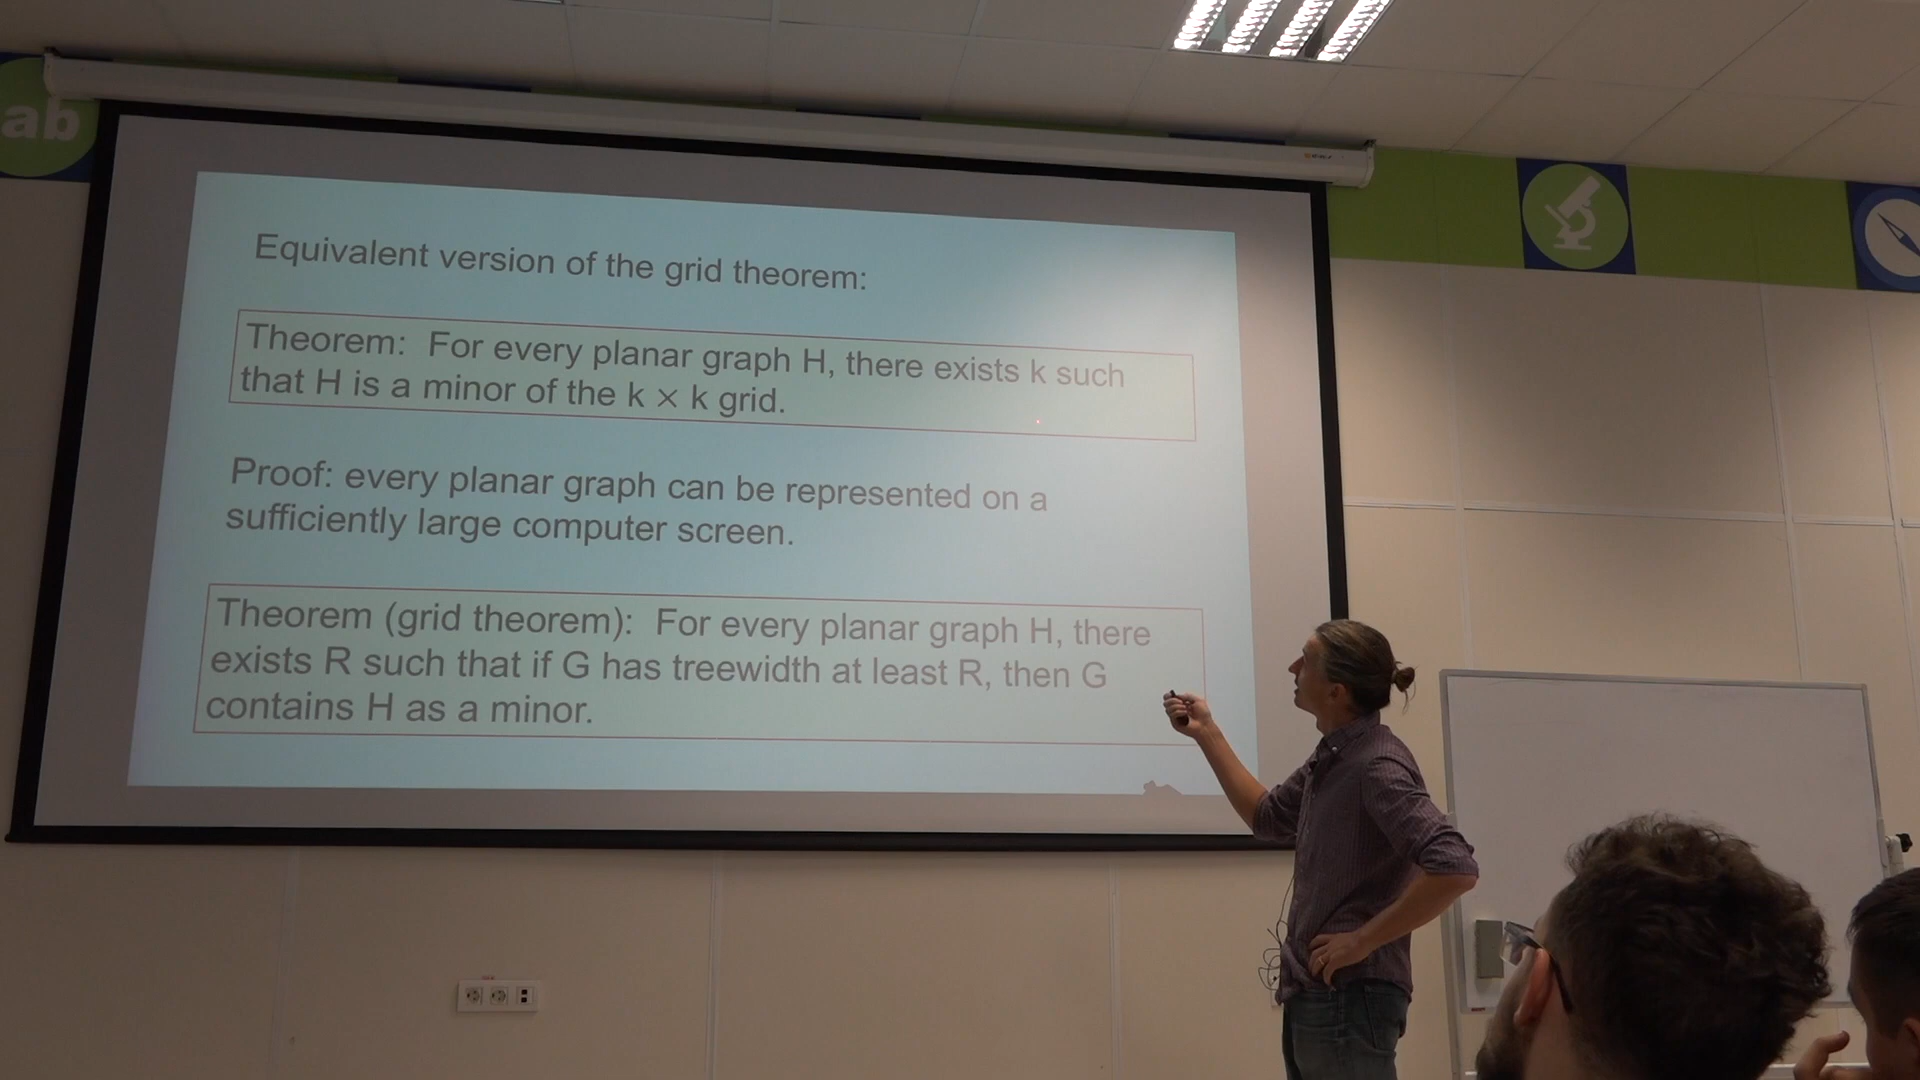 ab
Equivalent version of the grid theorem:
Theorem: For every planar graph H, there exists k such
that H is a minor of the k × k grid.
Proof: every planar graph can be represented on a
sufficiently large computer screen.
Theorem (grid theorem): For every planar graph H, there
exists R such that if G has treewidth at least R, then G
contains H as a minor.